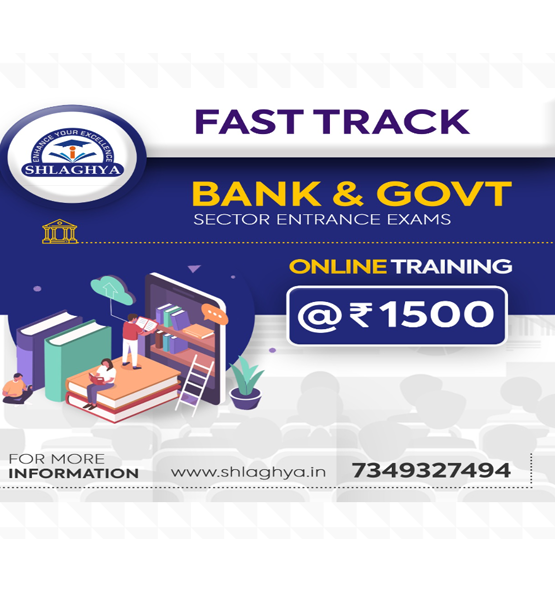 FAST TRACK
ENHANCE YOUR EXCELLENCE
SHLAGHYA
BANK & GOVT
SECTOR ENTRANCE EXAMS
ONLINE TRAINING
@ ₹ 1500
FOR MORE
INFORMATION
www.shlaghya.in
7349327494